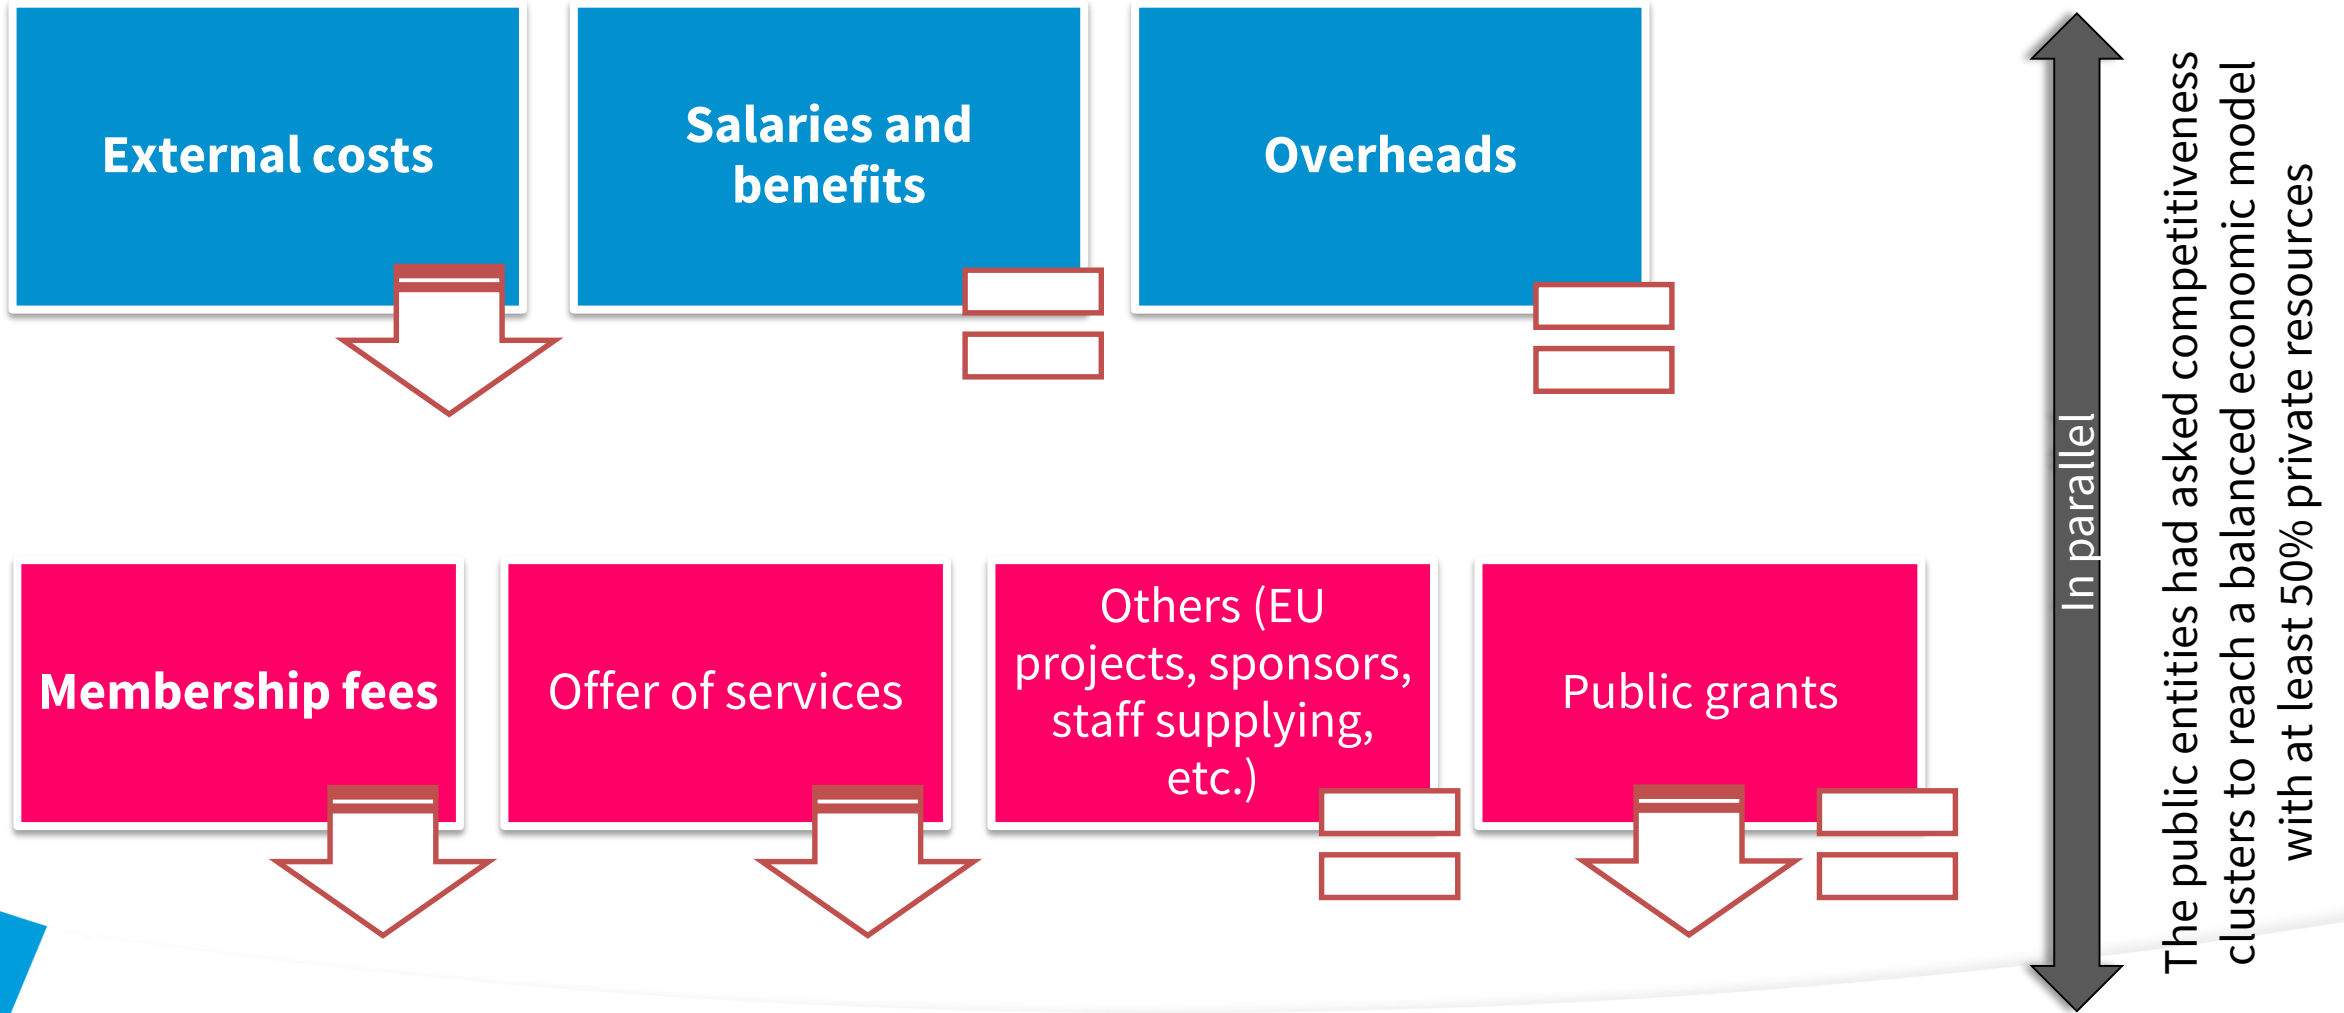 External costs
Salaries and
benefits
Overheads
Membership fees
Offer of services
Others (EU
projects, sponsors,
staff supplying,
etc.)
Public grants
In parallel
The public entities had asked competitiveness
clusters to reach a balanced economic model
with at least 50% private resources